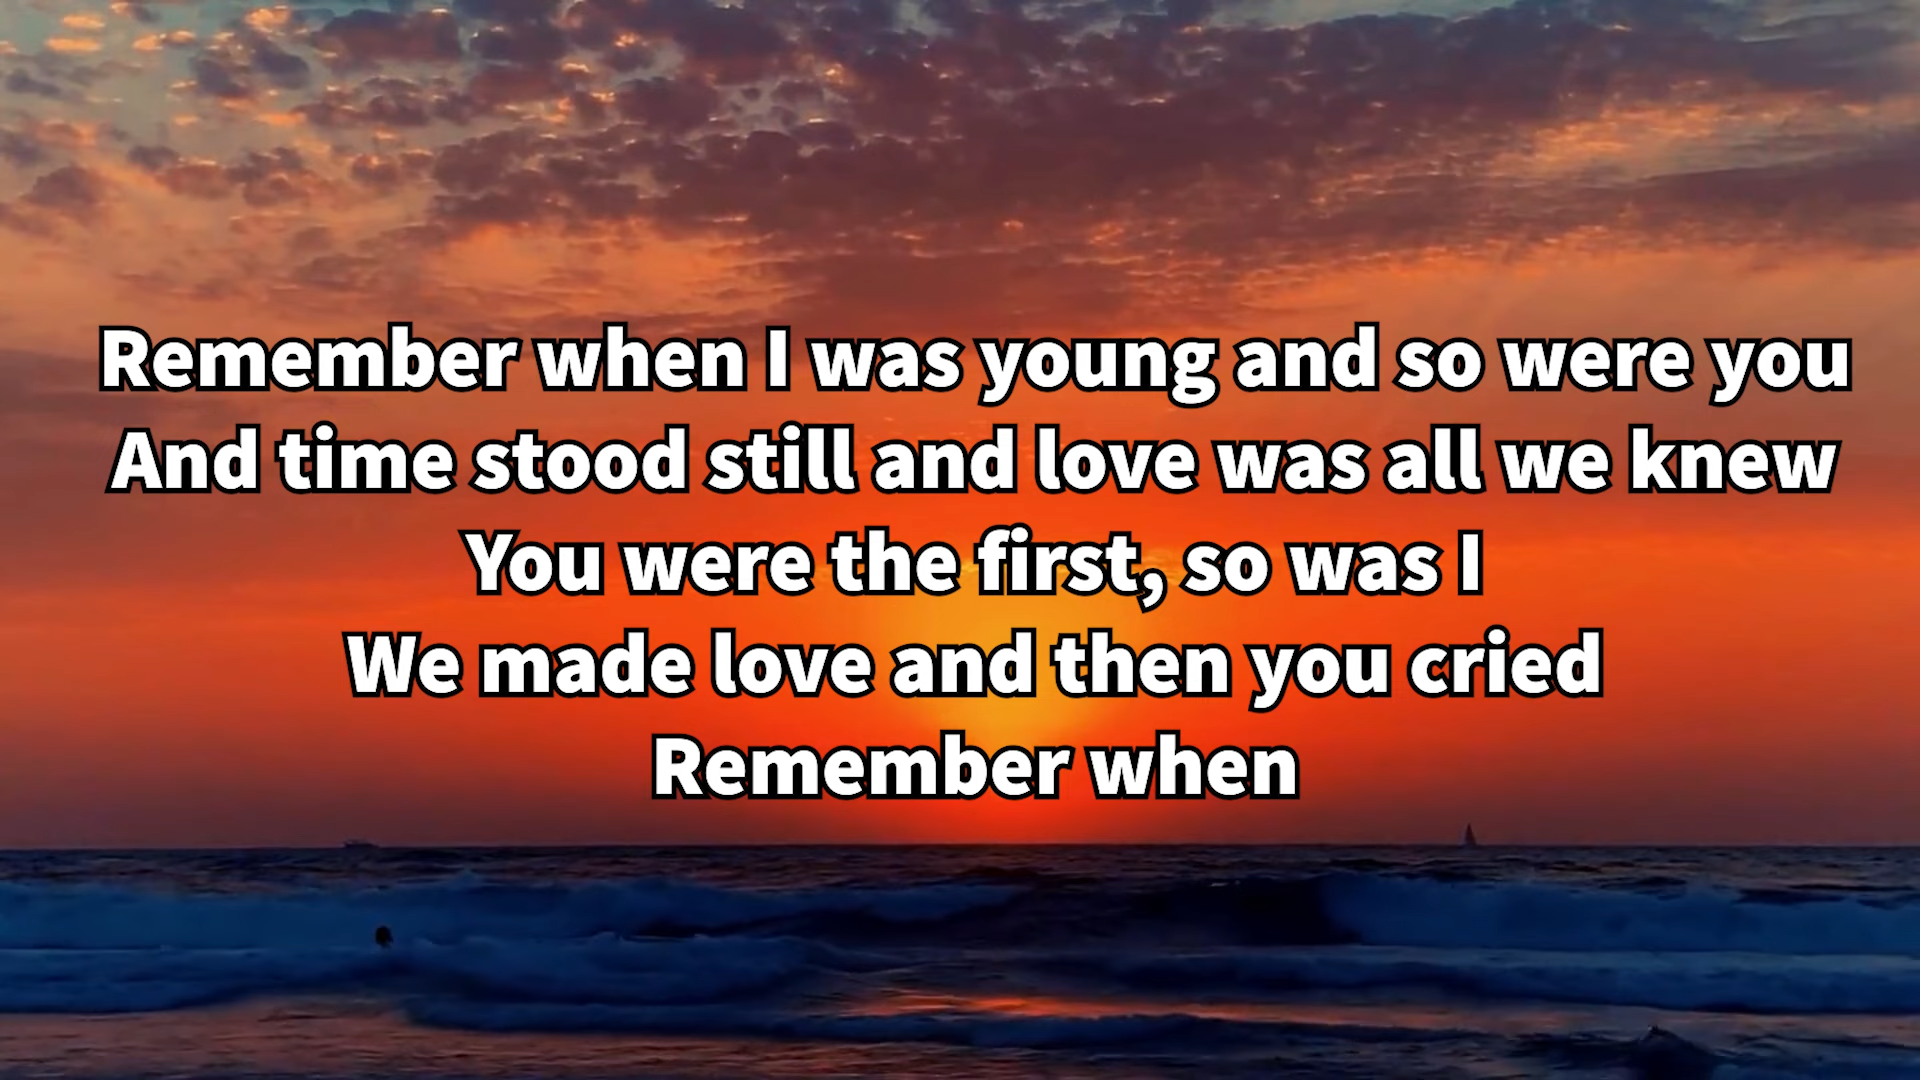 Remember when I was young and so were you
And time stood still and love was all we knew
You were the first, so was I
We made love and then you cried
Remember when